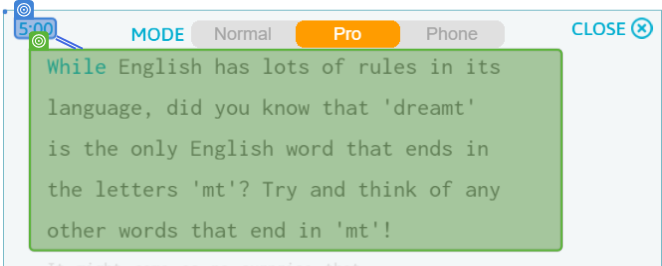 5:00 MODE Normal Pro Phone CLOSE
While English has lots of rules in its
language, did you know that 'dreamt'
is the only English word that ends in
the letters 'mt'? Try and think of any
other words that end in 'mt'!